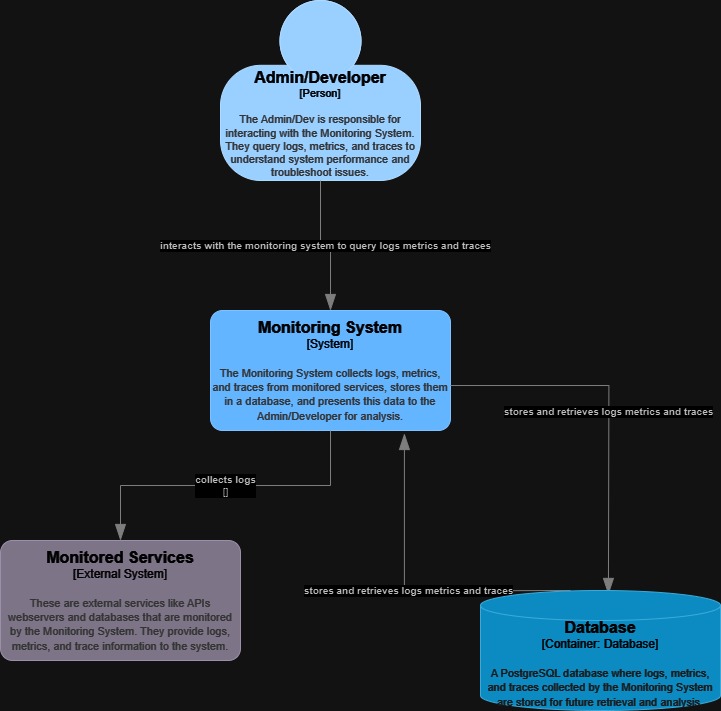 Admin/Developer
[Person]
The Admin/Dev is responsible for
interacting with the Monitoring System.
They query logs, metrics, and traces to
understand system performance and
troubleshoot issues.
interacts with the monitoring system to query logs metrics and traces
Monitoring System
[System]
The Monitoring System collects logs, metrics,
and traces from monitored services, stores them
in a database, and presents this data to the
Admin/Developer for analysis.
stores and retrieves logs metrics and traces
collects logs
Monitored Services
[External System]
These are external services like APIs
webservers and databases that are monitored
by the Monitoring System. They provide logs,
metrics, and trace information to the system.
stores and retrieves logs metrics and traces
Database
[Container: Database]
A PostgreSQL database where logs, metrics,
and traces collected by the Monitoring System
are stored for future retrieval and analysis.